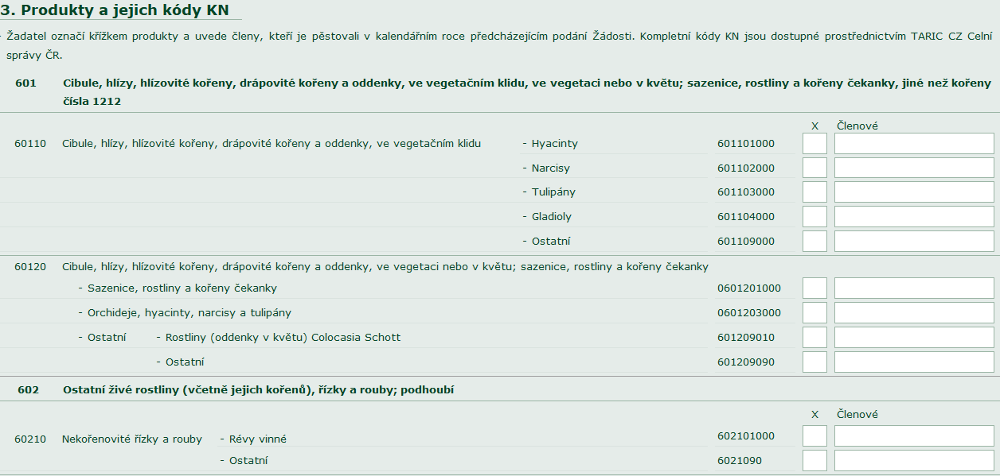 3. Produkty a jejich kódy KN
- Žadatel označí křížkem produkty a uvede členy, kteří je pěstovali v kalendářním roce předcházejícím podání Žádosti. Kompletní kódy KN jsou dostupné prostřednictvím TARIC CZ Celní
správy ČR.
601 Cibule, hlízy, hlízovité kořeny, drápovité kořeny a oddenky, ve vegetačním klidu, ve vegetaci nebo v květu; sazenice, rostliny a kořeny čekanky, jiné než kořeny
čísla 1212
X Členové
60110 Cibule, hlízy, hlízovité kořeny, drápovité kořeny a oddenky, ve vegetačním klidu - Hyacinty 601101000
- Narcisy 601102000
- Tulipány 601103000
- Gladioly 601104000
- Ostatní 601109000
60120 Cibule, hlízy, hlízovité kořeny, drápovité kořeny a oddenky, ve vegetaci nebo v květu; sazenice, rostliny a kořeny čekanky
- Sazenice, rostliny a kořeny čekanky 0601201000
- Orchideje, hyacinty, narcisy a tulipány 0601203000
- Ostatní - Rostliny (oddenky v květu) Colocasia Schott 601209010
- Ostatní 601209090
602 Ostatní živé rostliny (včetně jejich kořenů), řízky a rouby; podhoubí
X Členové
60210 Nekořenovité řízky a rouby - Révy vinné 602101000
- Ostatní 6021090